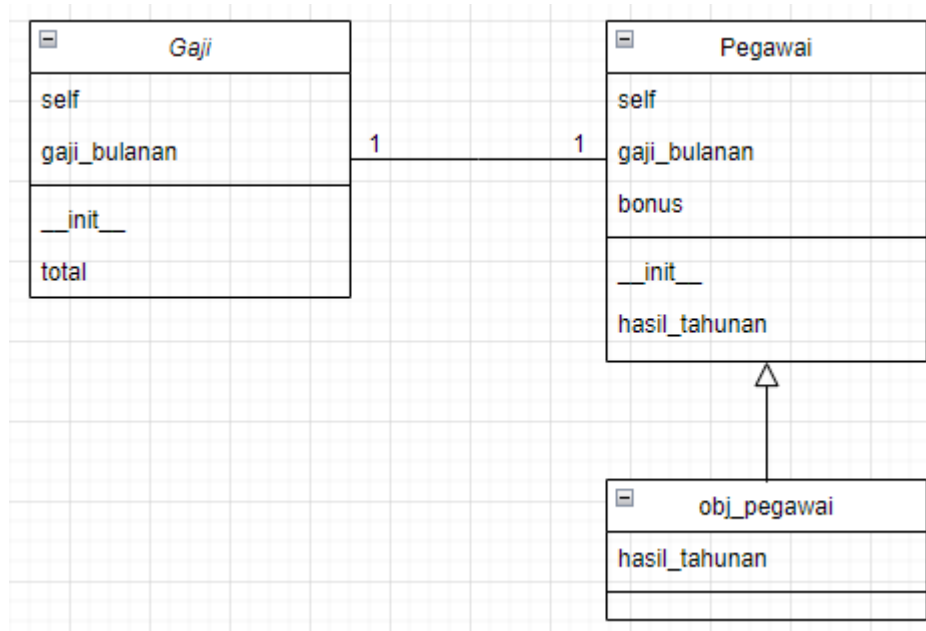 Gaji
self
gaji_bulanan
__init__
total
1
1
Pegawai
self
gaji_bulanan
bonus
__init__
hasil_tahunan
obj_pegawai
hasil_tahunan